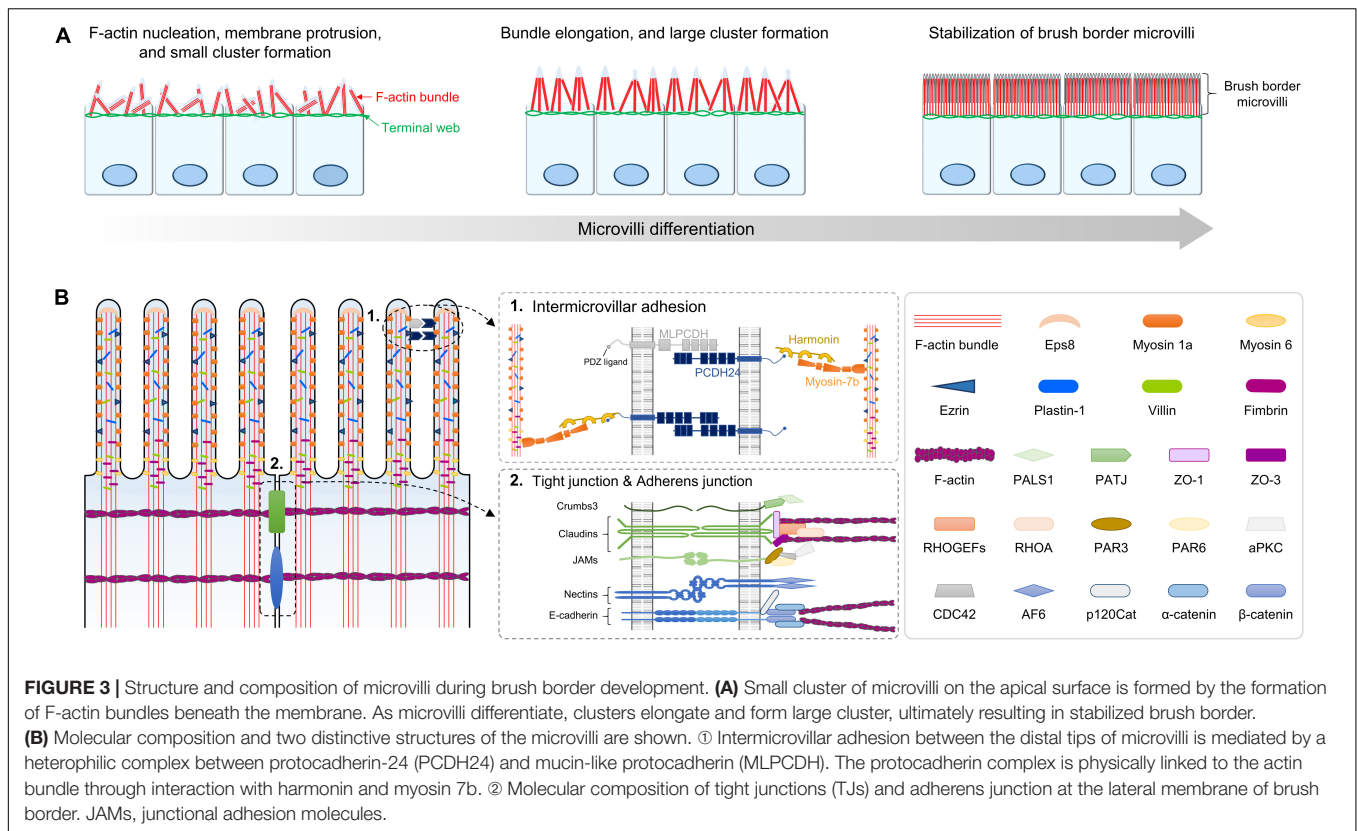 A
F-actin nucleation, membrane protrusion,
and small cluster formation
Bundle elongation, and large cluster formation
Stabilization of brush border microvilli
F-actin bundle
Terminal web
Brush border
microvilli
Microvilli differentiation
B
1.
2.
1. Intermicrovillar adhesion
MLPCDH
PDZ ligand
PCDH24
Harmonin
Myosin-7b
2. Tight junction & Adherens junction
Crumbs3
Claudins
JAMs
Nectins
E-cadherin
F-actin bundle
Eps8
Myosin 1a
Myosin 6
Ezrin
Plastin-1
Villin
Fimbrin
F-actin
PALS1
PATJ
ZO-1
ZO-3
RHOGEFs
RHOA
PAR3
PAR6
aPKC
CDC42
AF6
p120Cat
α-catenin
β-catenin
FIGURE 3 | Structure and composition of microvilli during brush border development. (A) Small cluster of microvilli on the apical surface is formed by the formation
of F-actin bundles beneath the membrane. As microvilli differentiate, clusters elongate and form large cluster, ultimately resulting in stabilized brush border.
(B) Molecular composition and two distinctive structures of the microvilli are shown. ① Intermicrovillar adhesion between the distal tips of microvilli is mediated by a
heterophilic complex between protocadherin-24 (PCDH24) and mucin-like protocadherin (MLPCDH). The protocadherin complex is physically linked to the actin
bundle through interaction with harmonin and myosin 7b. ② Molecular composition of tight junctions (TJs) and adherens junction at the lateral membrane of brush
border. JAMs, junctional adhesion molecules.